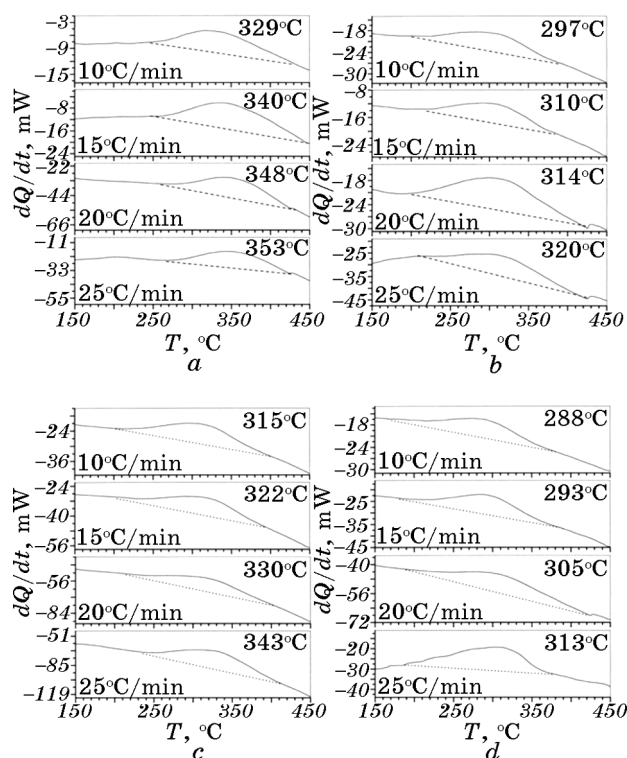 dQ/dt, mW
−3
−9
−15
329°C
10°C/min
−8
−16
−24
340°C
15°C/min
−22
−44
−66
348°C
20°C/min
−11
−33
−55
353°C
25°C/min
150 250 350 450
T, °C
a
dQ/dt, mW
−18
−24
−30
297°C
10°C/min
−8
−16
−24
310°C
15°C/min
−18
−24
−30
314°C
20°C/min
−25
−35
−45
320°C
25°C/min
150 250 350 450
T, °C
b
dQ/dt, mW
−24
−36
315°C
10°C/min
−24
−40
−56
322°C
15°C/min
−56
−84
330°C
20°C/min
−51
−85
−119
343°C
25°C/min
150 250 350 450
T, °C
c
dQ/dt, mW
−18
−24
−30
288°C
10°C/min
−25
−35
−45
293°C
15°C/min
−40
−56
−72
305°C
20°C/min
−20
−30
−40
313°C
25°C/min
150 250 350 450
T, °C
d